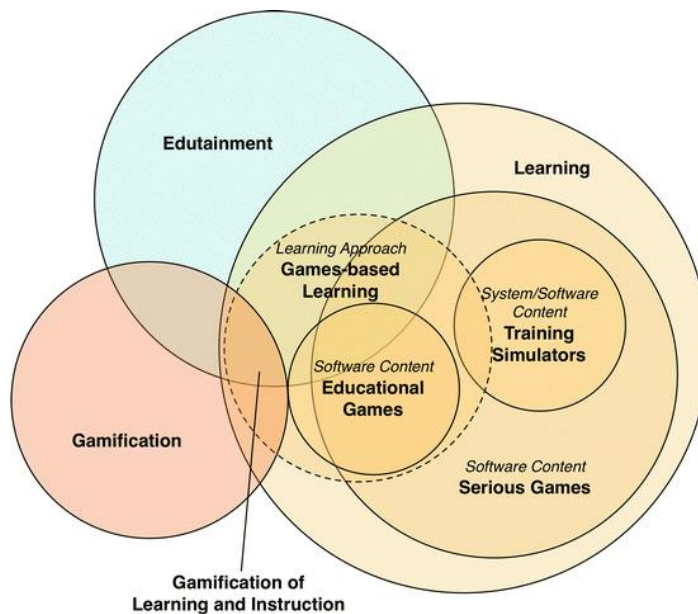 Edutainment
Learning
Learning Approach
Games-based
Learning
System/Software
Content
Training
Simulators
Software Content
Educational
Games
Gamification
Software Content
Serious Games
Gamification of
Learning and Instruction